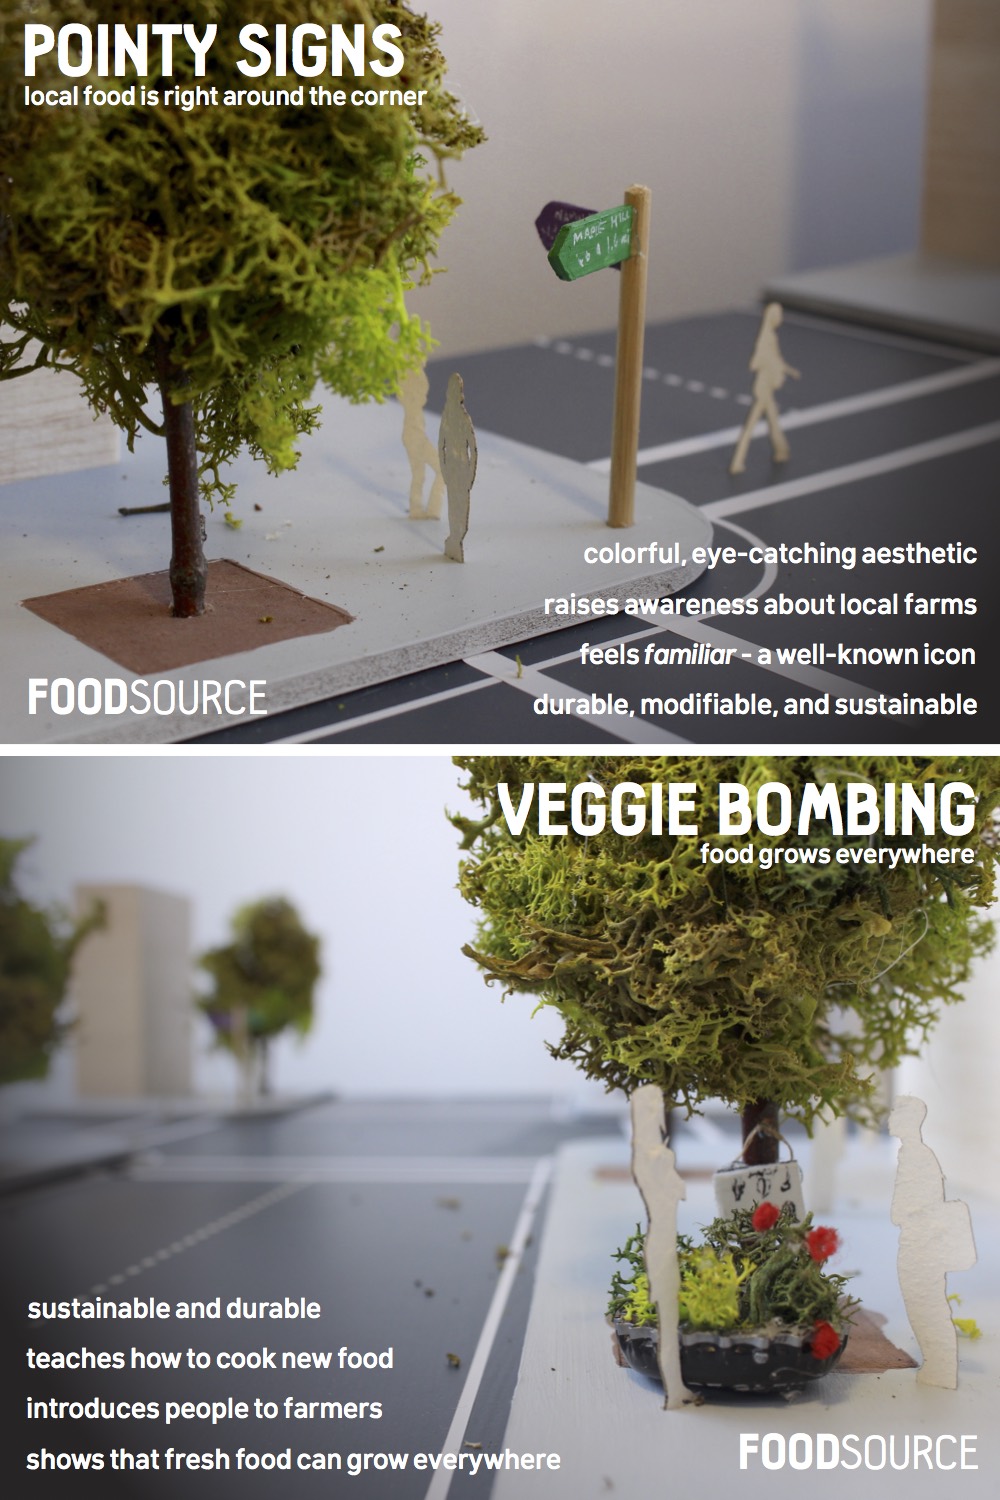 POINTY SIGNS
local food is right around the corner
MAPLE HILL
colorful, eye-catching aesthetic
raises awareness about local farms
feels familiar - a well-known icon
durable, modifiable, and sustainable
FOODSOURCE
VEGGIE BOMBING
food grows everywhere
sustainable and durable
teaches how to cook new food
introduces people to farmers
shows that fresh food can grow everywhere
FOODSOURCE